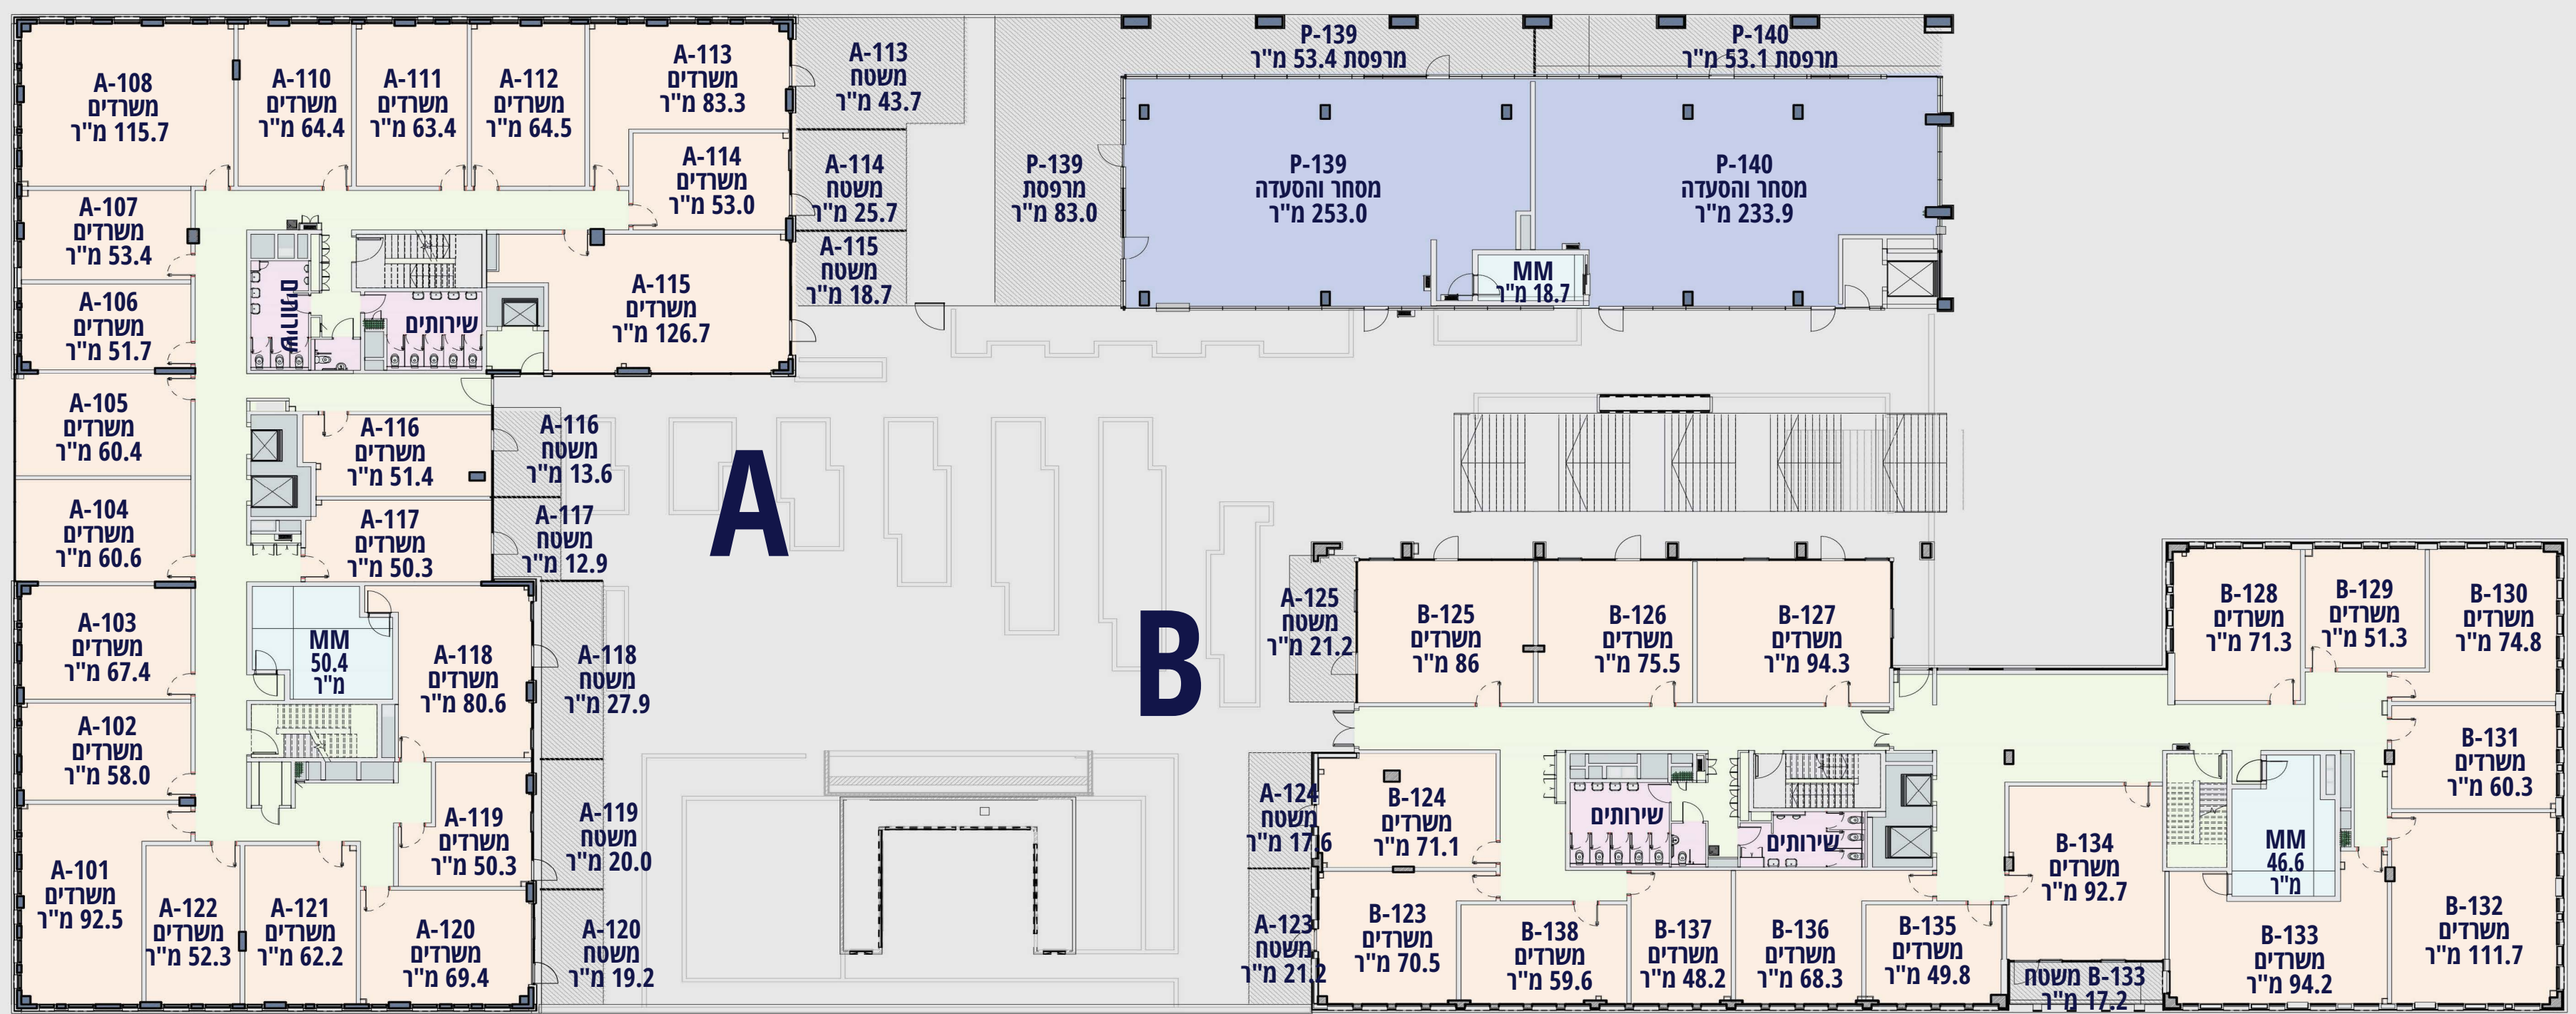 A-108
משרדים
115.7 מ"ר
A-110
משרדים
64.4 מ"ר
A-111
משרדים
63.4 מ"ר
A-112
משרדים
64.5 מ"ר
A-113
משרדים
83.3 מ"ר
A-113
משטח
43.7 מ"ר
A-114
משרדים
53.0 מ"ר
A-114
משטח
25.7 מ"ר
A-115
משטח
18.7 מ"ר
A-115
משרדים
126.7 מ"ר
P-139
מרפסת 53.4 מ"ר
P-140
מרפסת 53.1 מ"ר
P-139
מרפסת
83.0 מ"ר
P-139
מסחר והסעדה
253.0 מ"ר
P-140
מסחר והסעדה
233.9 מ"ר
MM
18.7 מ"ר
A-107
משרדים
53.4 מ"ר
A-106
משרדים
51.7 מ"ר
שירותים
שירותים
A-105
משרדים
60.4 מ"ר
A-116
משרדים
51.4 מ"ר
A-116
משטח
13.6 מ"ר
A-104
משרדים
60.6 מ"ר
A-117
משרדים
50.3 מ"ר
A-117
משטח
12.9 מ"ר
A
A-103
משרדים
67.4 מ"ר
MM
50.4
מ"ר
A-118
משרדים
80.6 מ"ר
A-118
משטח
27.9 מ"ר
A-102
משרדים
58.0 מ"ר
A-119
משרדים
50.3 מ"ר
A-119
משטח
20.0 מ"ר
A-101
משרדים
92.5 מ"ר
A-122
משרדים
52.3 מ"ר
A-121
משרדים
62.2 מ"ר
A-120
משרדים
69.4 מ"ר
A-120
משטח
19.2 מ"ר
B
A-125
משטח
21.2 מ"ר
B-125
משרדים
86 מ"ר
B-126
משרדים
75.5 מ"ר
B-127
משרדים
94.3 מ"ר
B-128
משרדים
71.3 מ"ר
B-129
משרדים
51.3 מ"ר
B-130
משרדים
74.8 מ"ר
A-124
משטח
17.6 מ"ר
B-124
משרדים
71.1 מ"ר
שירותים
שירותים
B-131
משרדים
60.3 מ"ר
B-134
משרדים
92.7 מ"ר
MM
46.6
מ"ר
A-123
משטח
21.2 מ"ר
B-123
משרדים
70.5 מ"ר
B-138
משרדים
59.6 מ"ר
B-137
משרדים
48.2 מ"ר
B-136
משרדים
68.3 מ"ר
B-135
משרדים
49.8 מ"ר
B-133 משטח
17.2 מ"ר
B-133
משרדים
94.2 מ"ר
B-132
משרדים
111.7 מ"ר